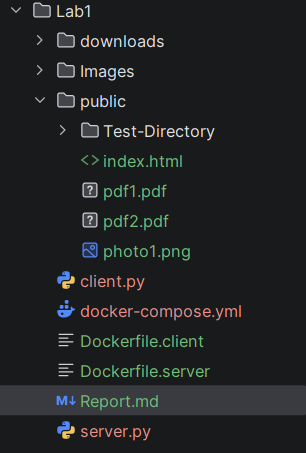 Lab1
downloads
Images
public
Test-Directory
<> index.html
? pdf1.pdf
? pdf2.pdf
photo1.png
client.py
docker-compose.yml
Dockerfile.client
Dockerfile.server
M↓ Report.md
server.py